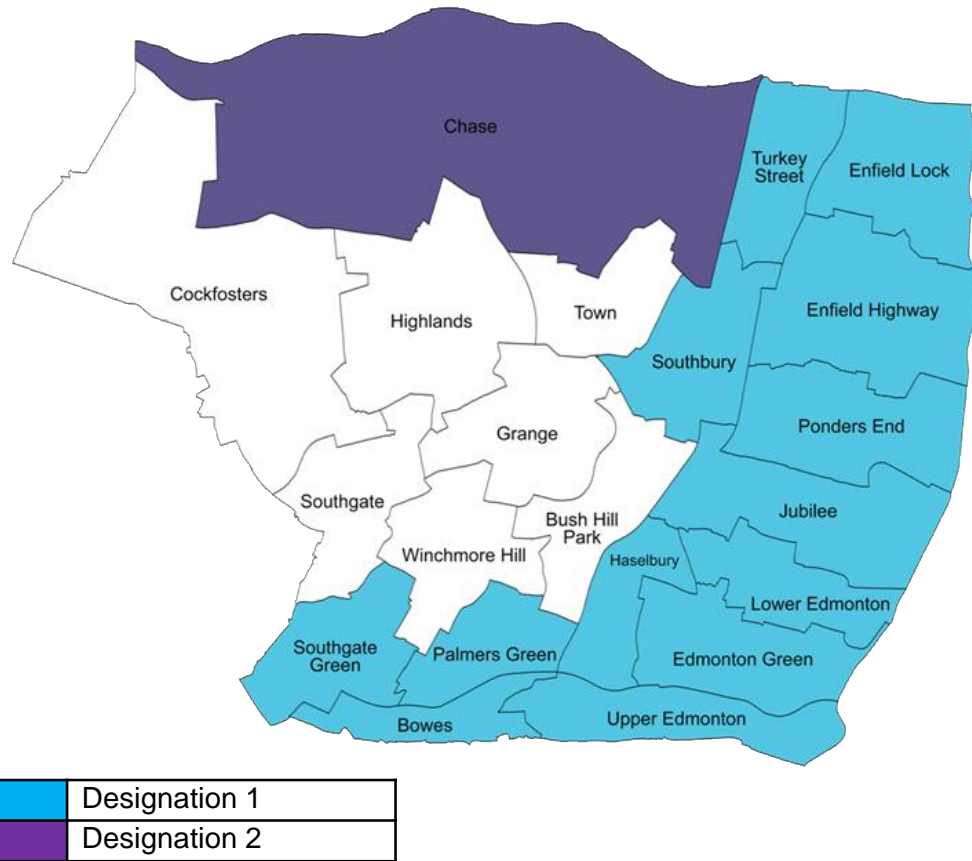 Chase
Turkey
Street
Enfield Lock
Cockfosters
Highlands
Town
Enfield Highway
Southbury
Grange
Ponders End
Southgate
Bush Hill
Park
Jubilee
Winchmore Hill
Haselbury
Lower Edmonton
Southgate
Green
Palmers Green
Edmonton Green
Bowes
Upper Edmonton
Designation 1
Designation 2